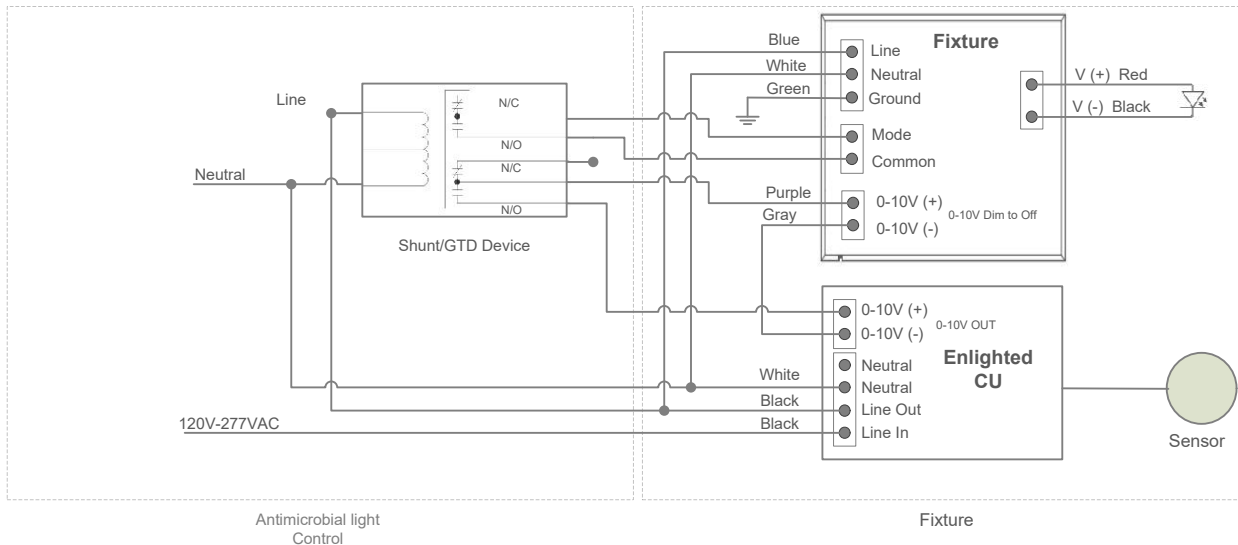 Line
Neutral
120V-277VAC
N/C
N/O
N/C
N/O
Shunt/GTD Device
Antimicrobial light
Control
Blue
White
Green
Purple
Gray
Fixture
Line
Neutral
Ground
Mode
Common
0-10V (+)
0-10V (-)
0-10V Dim to Off
V (+) Red
V (-) Black
0-10V (+)
0-10V (-)
0-10V OUT
Enlighted
CU
Neutral
Neutral
Line Out
Line In
White
Black
Black
Sensor
Fixture